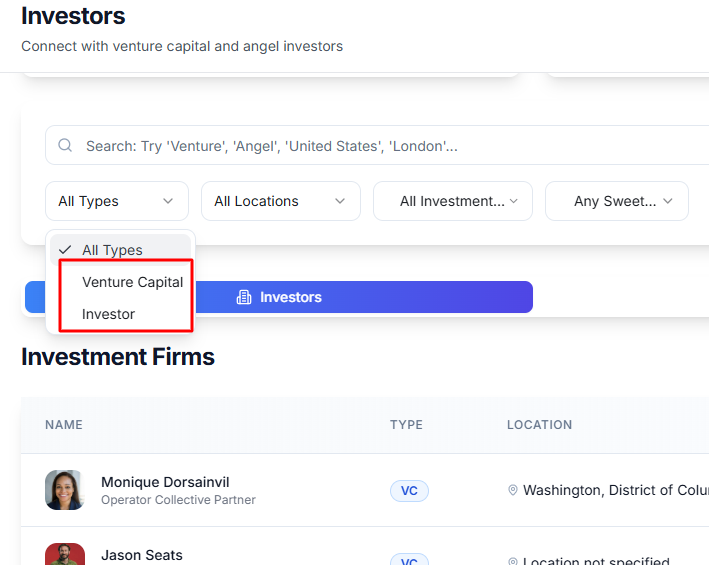 Investors
Connect with venture capital and angel investors
Search: Try 'Venture', 'Angel', 'United States', 'London'...
All Types All Locations All Investment... Any Sweet...
All Types
Venture Capital
Investor
Investors
Investment Firms
NAME TYPE LOCATION
Monique Dorsainvil
Operator Collective Partner
VC
Washington, District of Colu
Jason Seats
VC
Location not specified